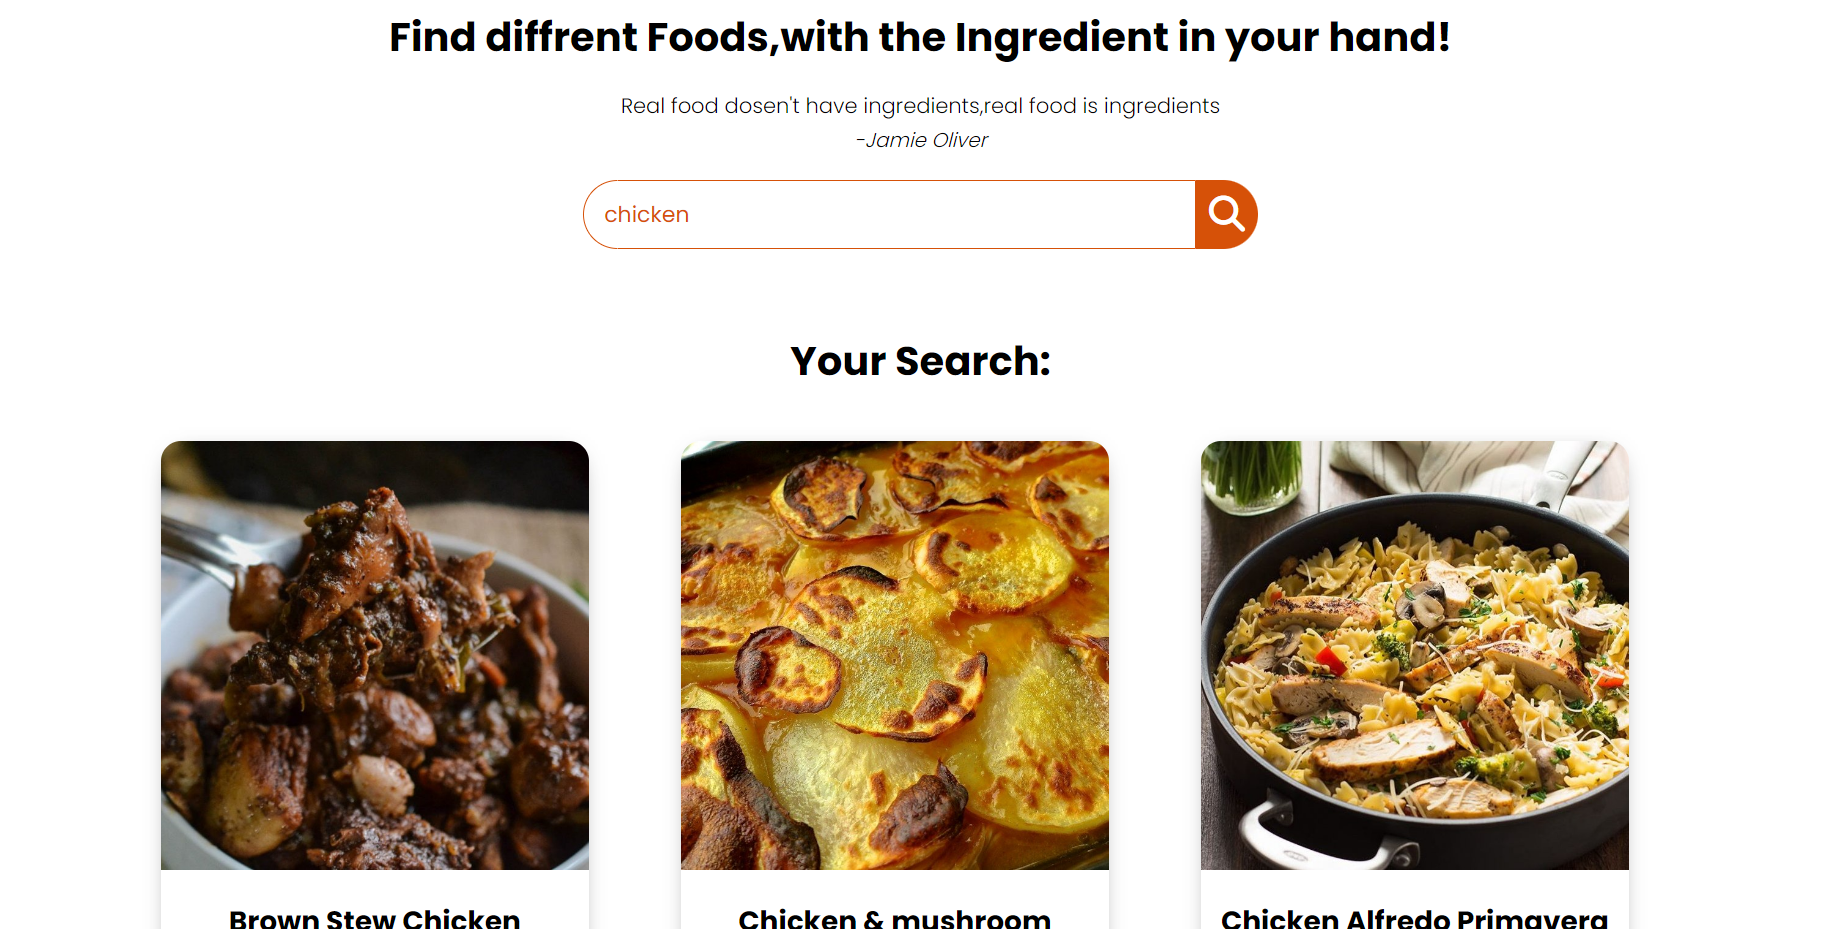 Find diffrent Foods,with the Ingredient in your hand!
Real food dosen't have ingredients,real food is ingredients
-Jamie Oliver
chicken
Your Search:
Brown Stew Chicken
Chicken & mushroom
Chicken Alfredo Primavera